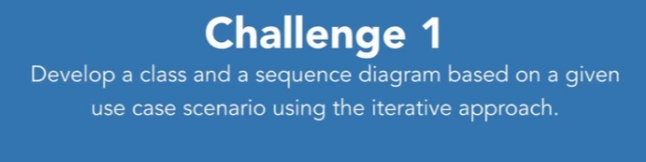 Challenge 1
Develop a class and a sequence diagram based on a given
use case scenario using the iterative approach.